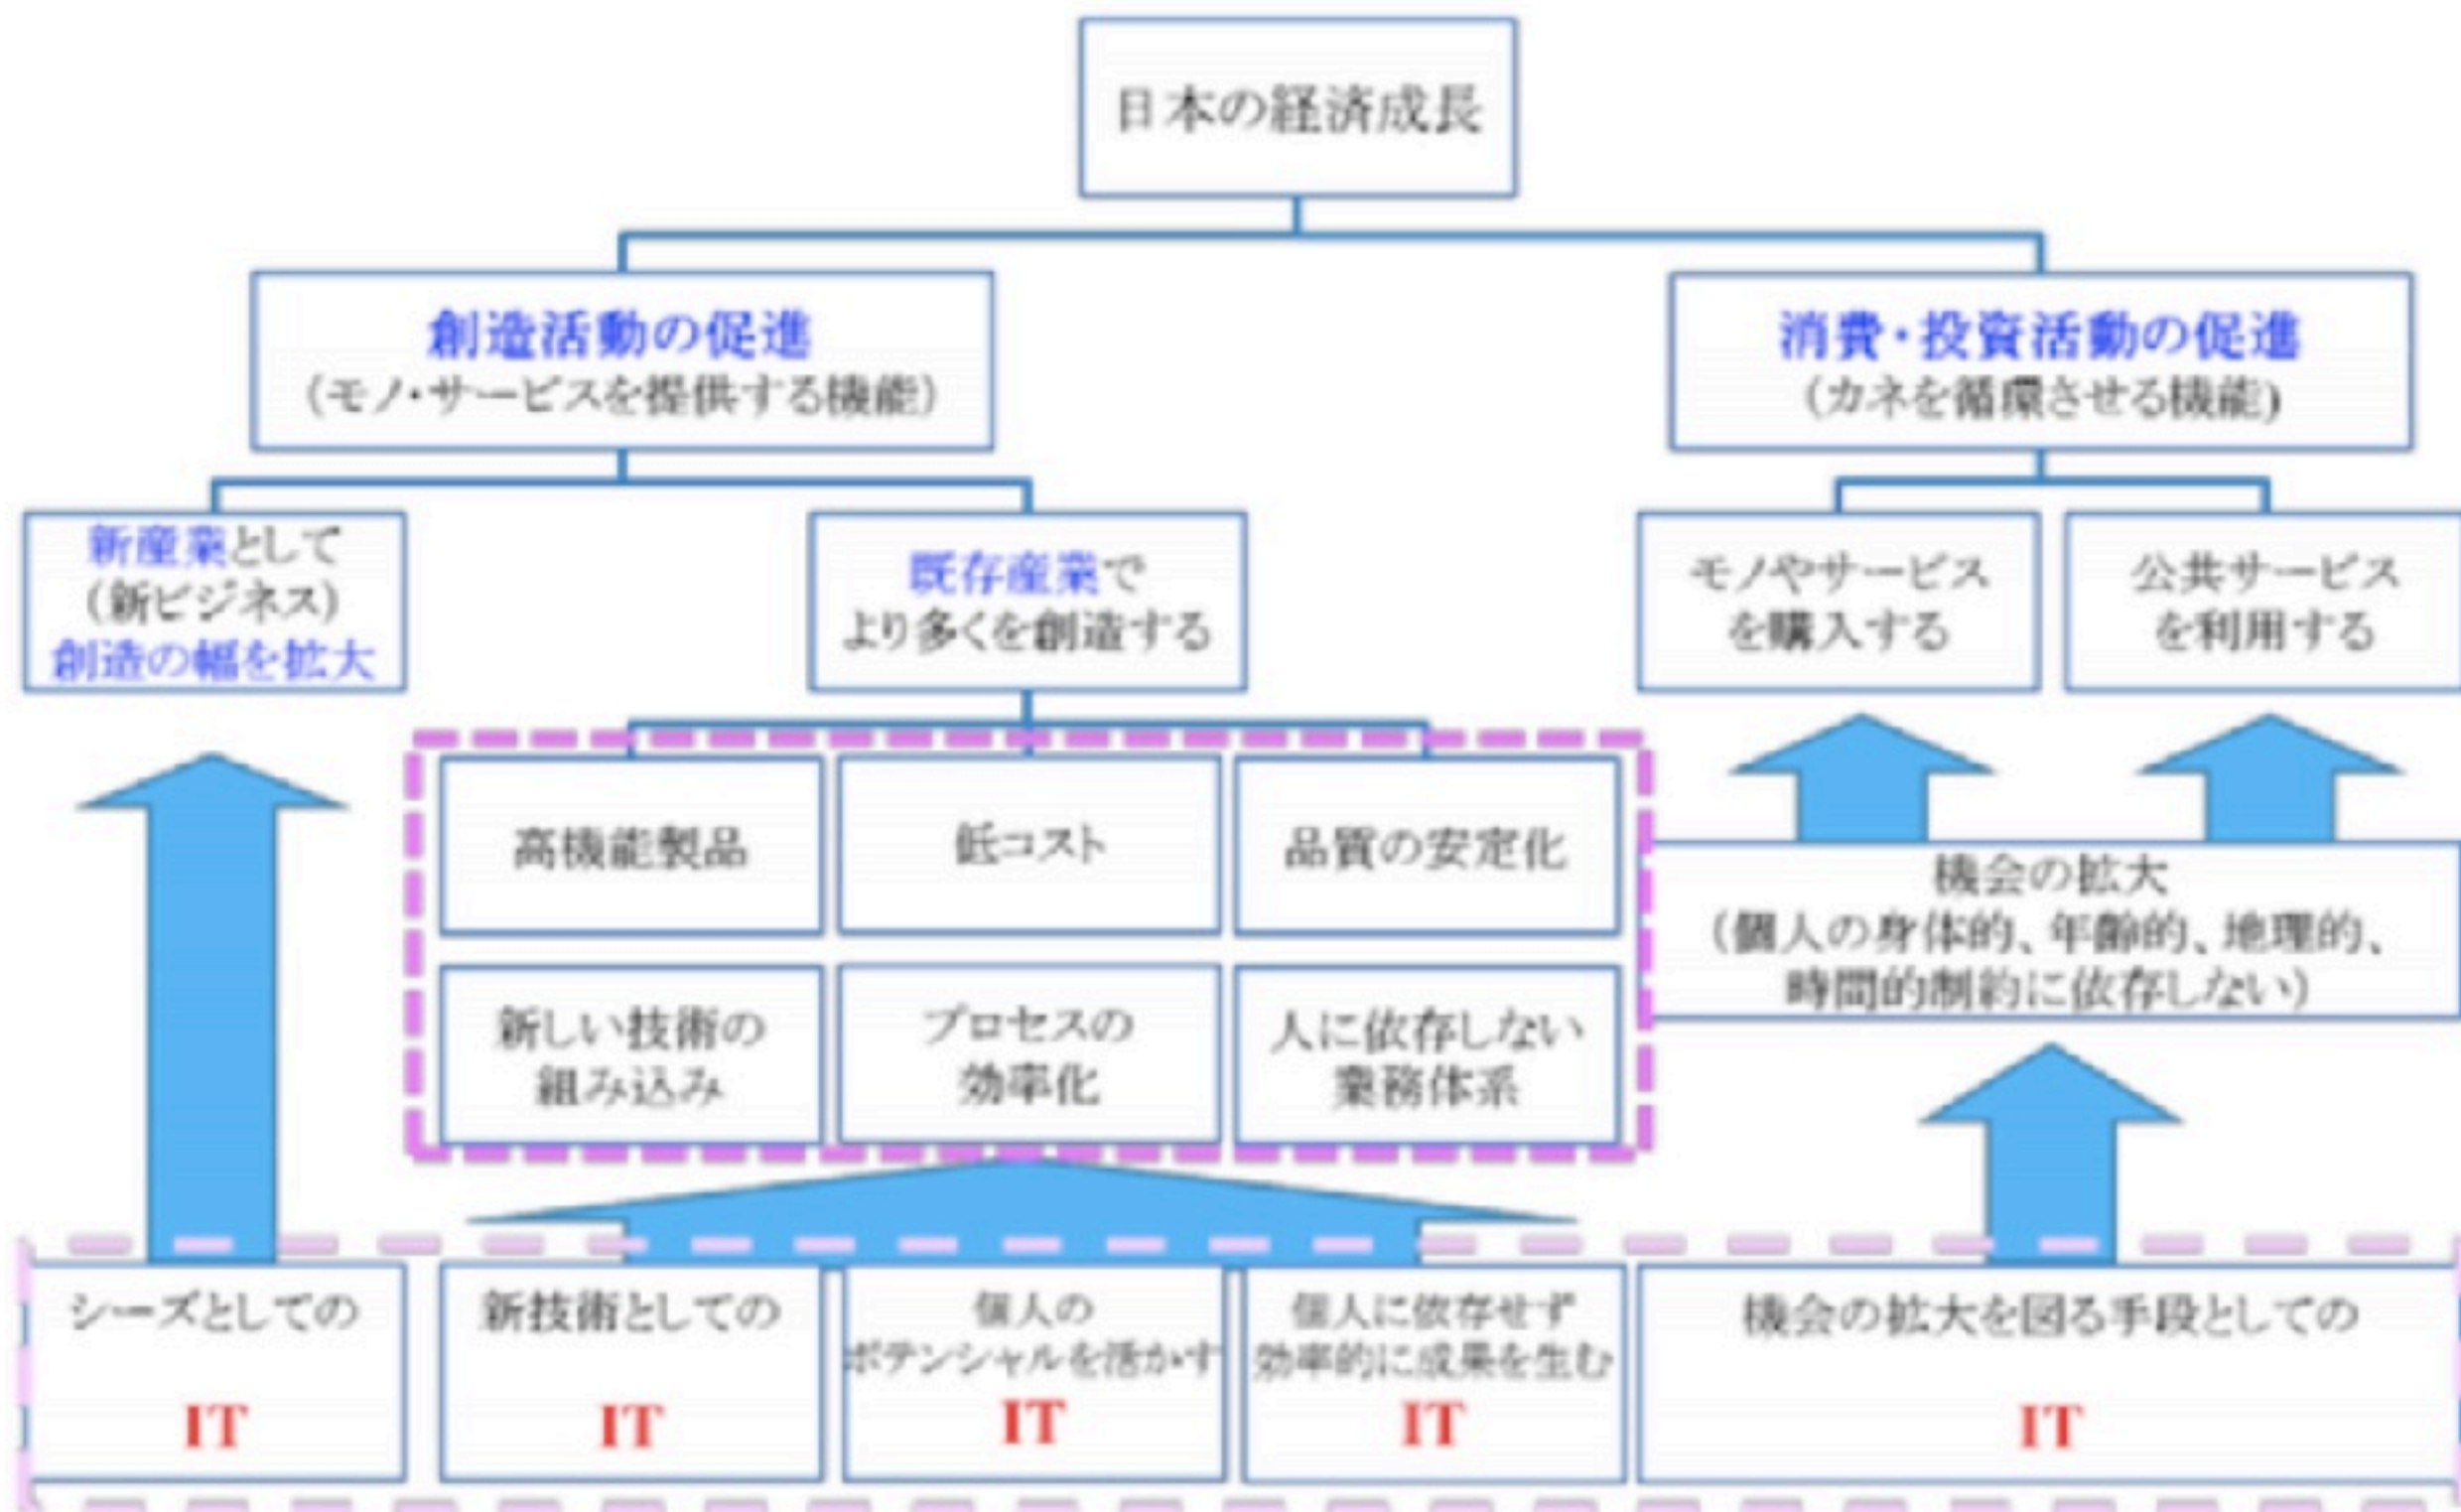 日本の経済成長
創造活動の促進
（モノ・サービスを提供する機能）
消費・投資活動の促進
（カネを循環させる機能)
新産業として
（新ビジネス）
創造の幅を拡大
既存産業で
より多くを創造する
モノやサービス
を購入する
公共サービス
を利用する
高機能製品
低コスト
品質の安定化
新しい技術の
組み込み
プロセスの
効率化
人に依存しない
業務体系
機会の拡大
（個人の身体的、年齢的、地理的、
時間的制約に依存しない）
シーズとしての
IT
新技術としての
IT
個人の
ポテンシャルを活かす
IT
個人に依存せず
効率的に成果を生む
IT
機会の拡大を図る手段としての
IT